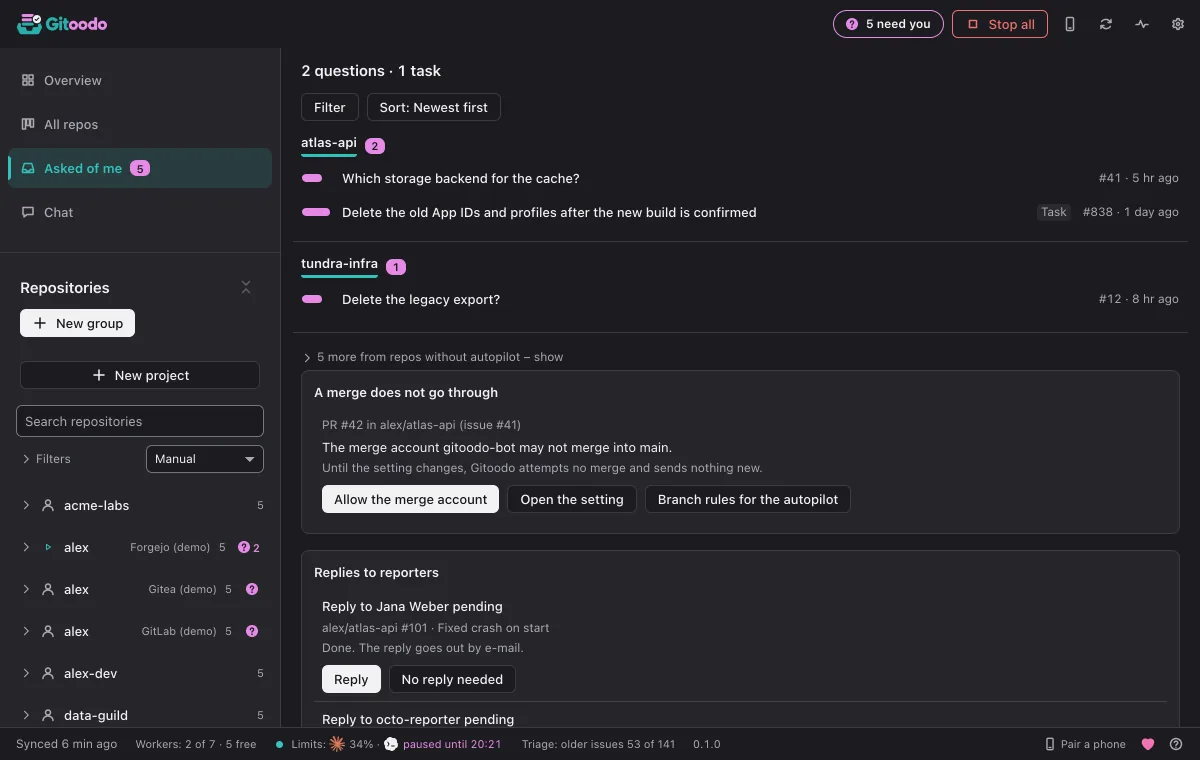 Gitoodo
5 need you
Stop all
Overview
All repos
Asked of me 5
Chat
Repositories
New group
New project
Search repositories
Filters
Manual
acme-labs 5
alex Forgejo (demo) 5 ? 2
alex Gitea (demo) 5 ?
alex GitLab (demo) 5 ?
alex-dev 5
data-guild 5
2 questions · 1 task
Filter
Sort: Newest first
atlas-api 2
Which storage backend for the cache? #41 · 5 hr ago
Delete the old App IDs and profiles after the new build is confirmed Task #838 · 1 day ago
tundra-infra 1
Delete the legacy export? #12 · 8 hr ago
5 more from repos without autopilot – show
A merge does not go through
PR #42 in alex/atlas-api (issue #41)
The merge account gitoodo-bot may not merge into main.
Until the setting changes, Gitoodo attempts no merge and sends nothing new.
Allow the merge account
Open the setting
Branch rules for the autopilot
Replies to reporters
Reply to Jana Weber pending
alex/atlas-api #101 · Fixed crash on start
Done. The reply goes out by e-mail.
Reply
No reply needed
Reply to octo-reporter pending
Synced 6 min ago Workers: 2 of 7 · 5 free Limits: 34% · paused until 20:21 Triage: older issues 53 of 141 0.1.0 Pair a phone